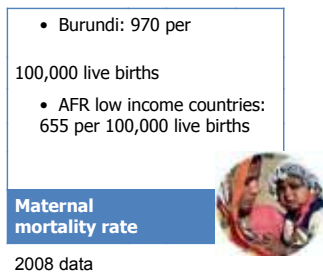 • Burundi: 970 per
100,000 live births
• AFR low income countries:
655 per 100,000 live births
Maternal
mortality rate
2008 data